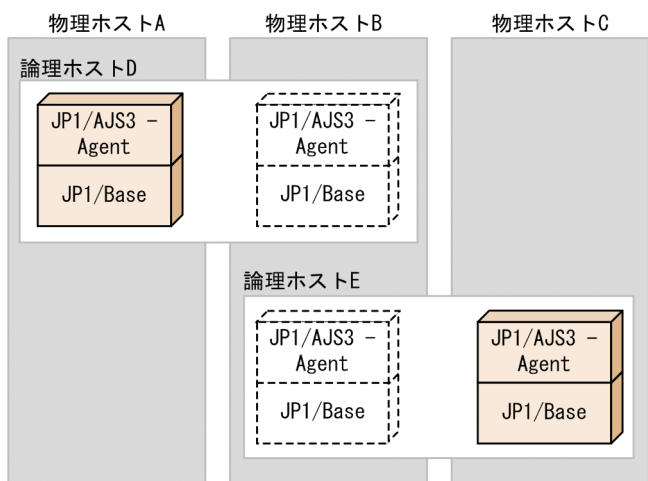 物理ホストA
物理ホストB
物理ホストC
論理ホストD
JP1/AJS3 −
Agent
JP1/Base
JP1/AJS3 −
Agent
JP1/Base
論理ホストE
JP1/AJS3 −
Agent
JP1/Base
JP1/AJS3 −
Agent
JP1/Base